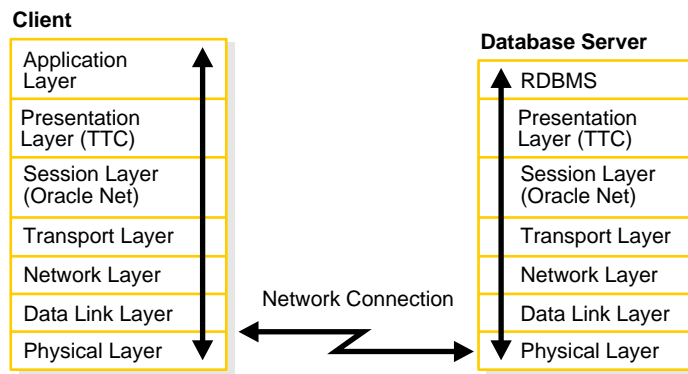 Client
Application
Layer
Presentation
Layer (TTC)
Session Layer
(Oracle Net)
Transport Layer
Network Layer
Data Link Layer
Physical Layer
Network Connection
Database Server
RDBMS
Presentation
Layer (TTC)
Session Layer
(Oracle Net)
Transport Layer
Network Layer
Data Link Layer
Physical Layer